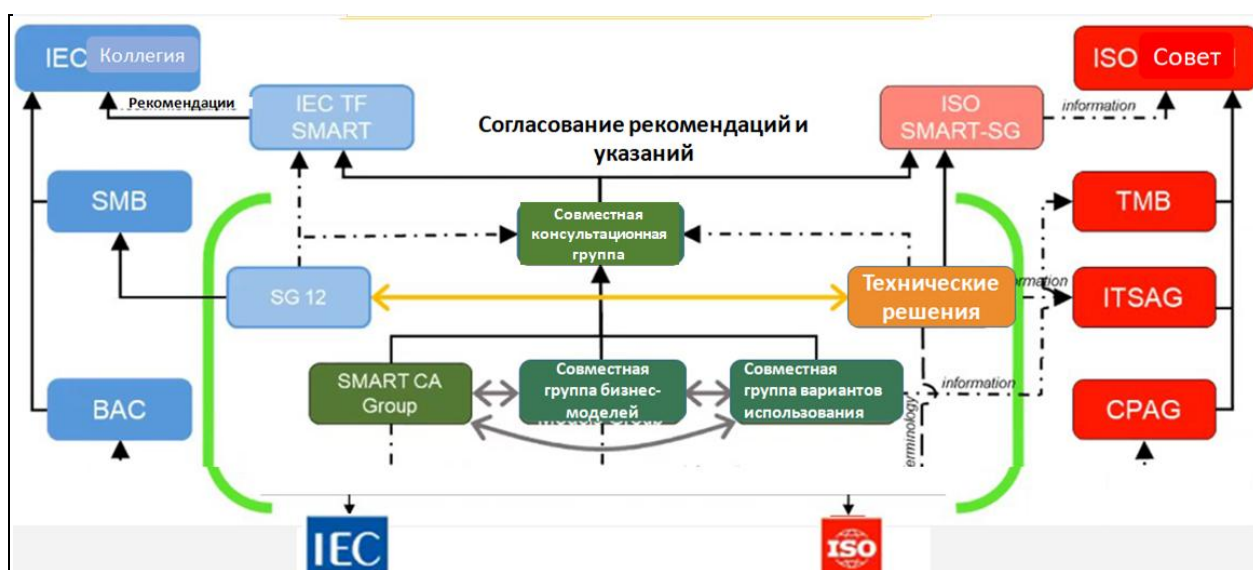 IEC Коллегия
ISO Совет
Рекомендации
IEC TF
SMART
ISO
SMART-SG
information
Согласование рекомендаций и
указаний
SMB
Совместная
консультационная
группа
TMB
SG 12
Технические
решения
ITSAG
SMART CA
Group
Совместная
группа бизнес-
моделей
Совместная
группа вариантов
использования
information
BAC
CPAG
IEC
ISO